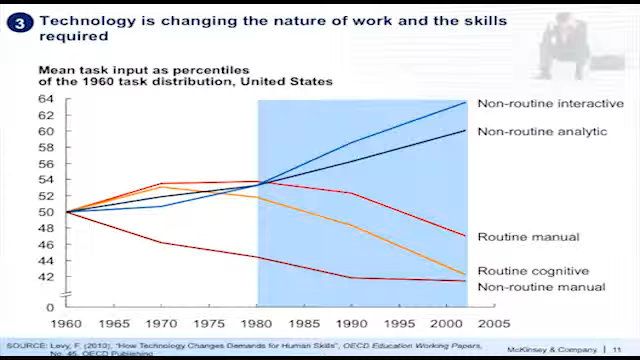 3 Technology is changing the nature of work and the skills
required
Mean task input as percentiles
of the 1960 task distribution, United States
64
62
60
58
56
54
52
50
48
46
44
42
0
1960 1965 1970 1975 1980 1985 1990 1995 2000 2005
Non-routine interactive
Non-routine analytic
Routine manual
Routine cognitive
Non-routine manual
SOURCE: Levy, F. (2010); "How Technology Changes Demands for Human Skills", OECD Education Working Papers,
No. 45, OECD Publishing
McKinsey & Company | 11